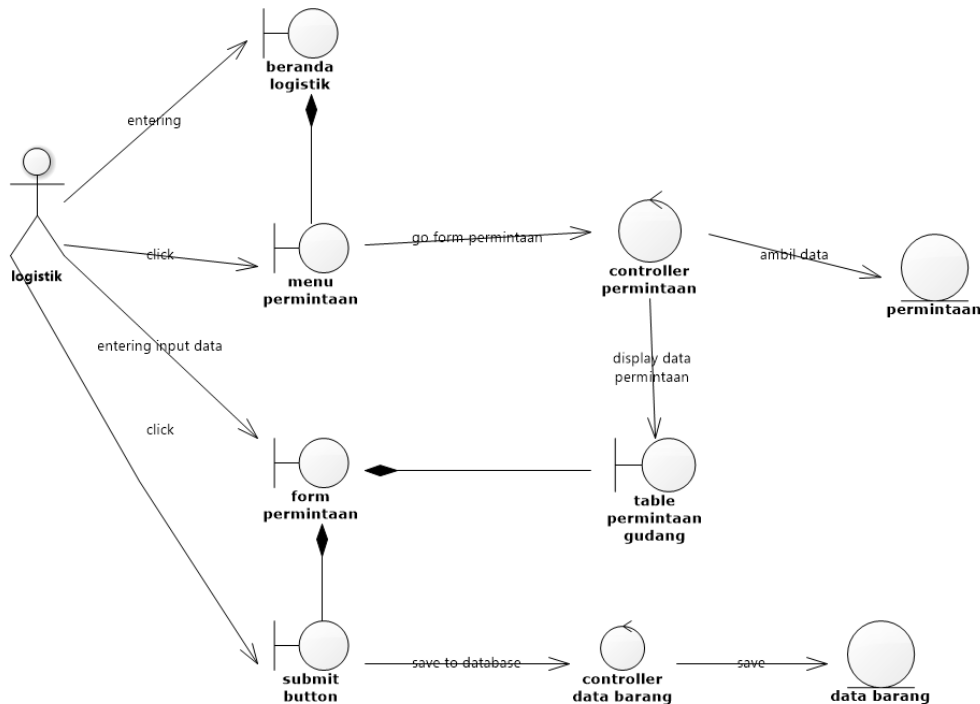 beranda
logistik
entering
logistik
click
menu
permintaan
go form permintaan
controller
permintaan
ambil data
permintaan
entering input data
display data
permintaan
click
form
permintaan
table
permintaan
gudang
submit
button
save to database
controller
data barang
save
data barang